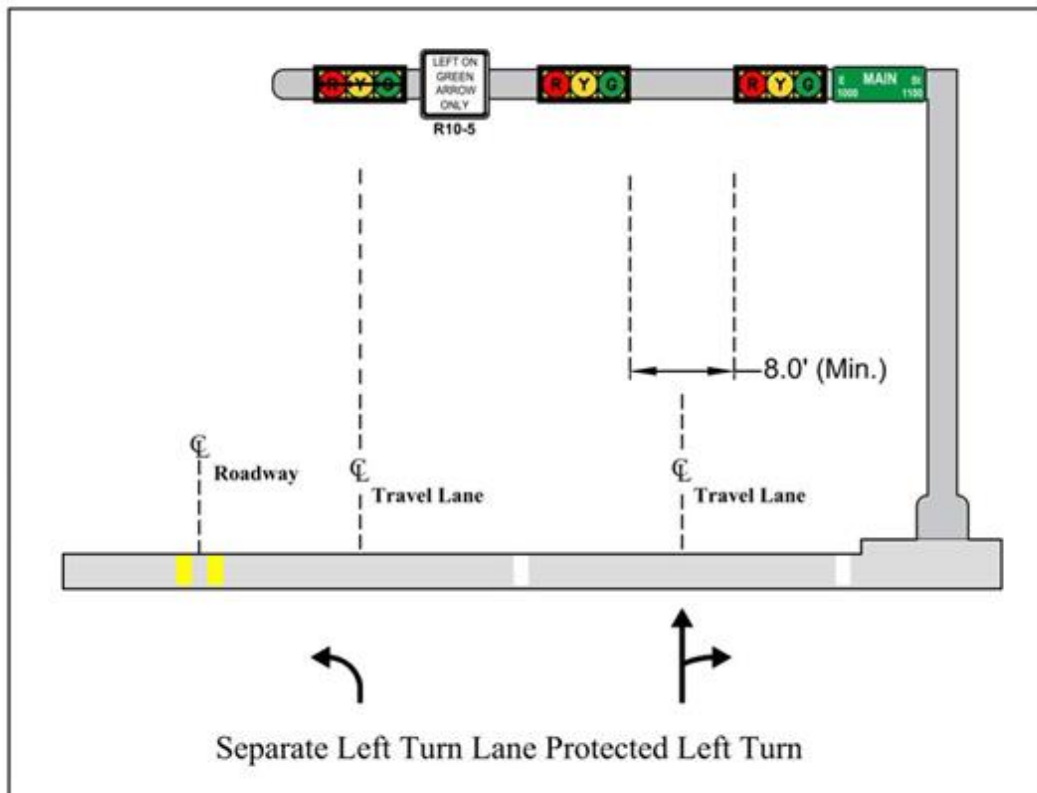 R Y G
LEFT ON
GREEN
ARROW
ONLY
R10-5
R Y G
R Y G
E MAIN St
1000 1100
8.0' (Min.)
℄
Roadway
℄
Travel Lane
℄
Travel Lane
Separate Left Turn Lane Protected Left Turn